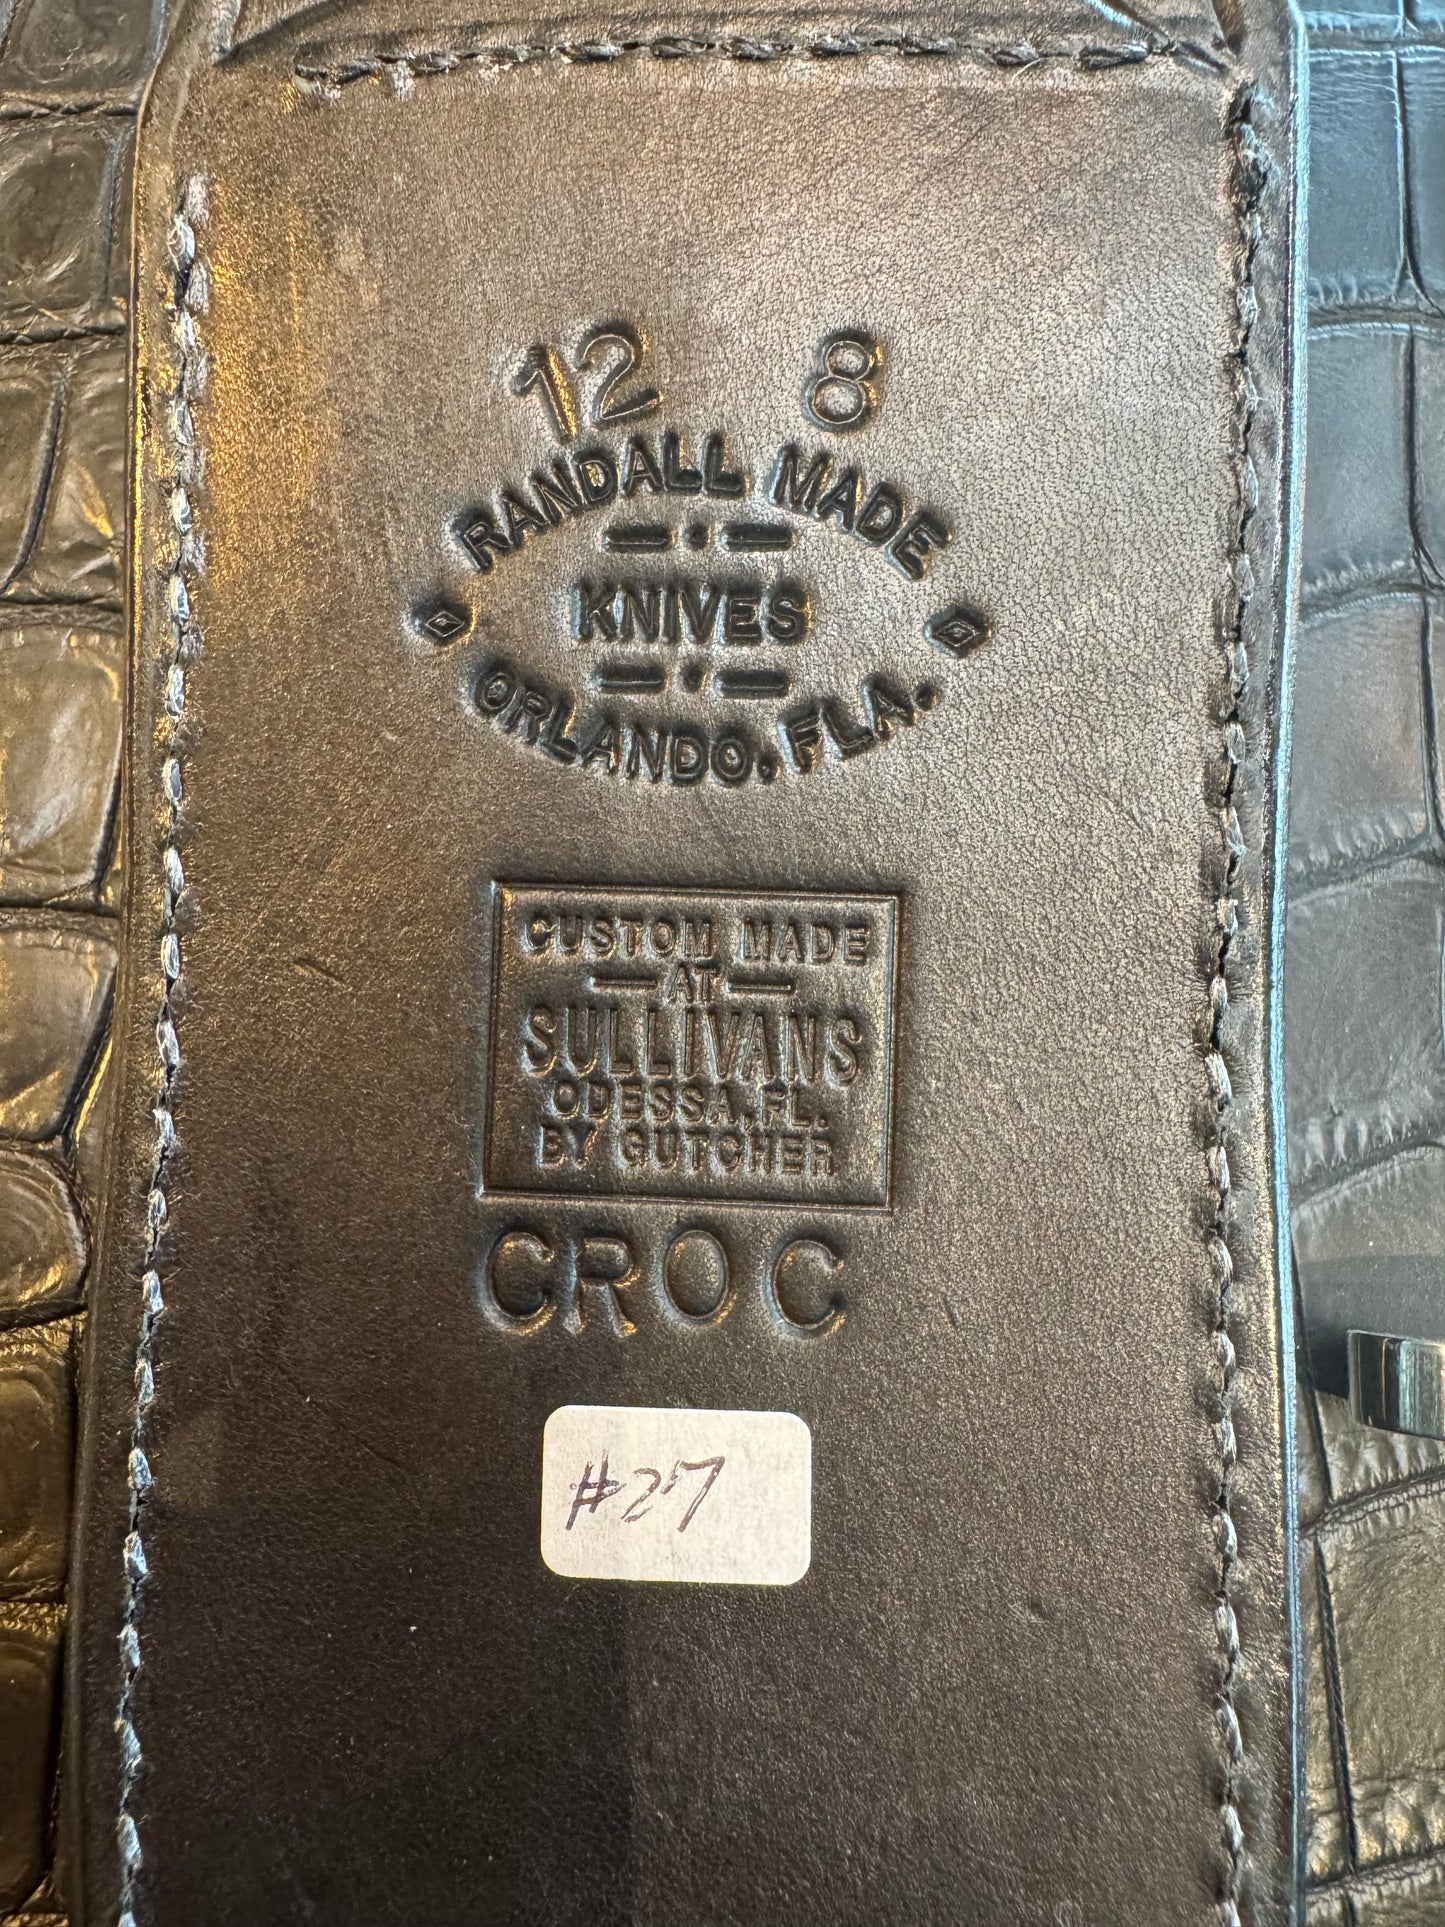 12 8
RANDALL MADE
KNIVES
ORLANDO, FLA.
CUSTOM MADE
AT
SULLIVANS
ODESSA, FL.
BY GUTCHER
CROC
#27